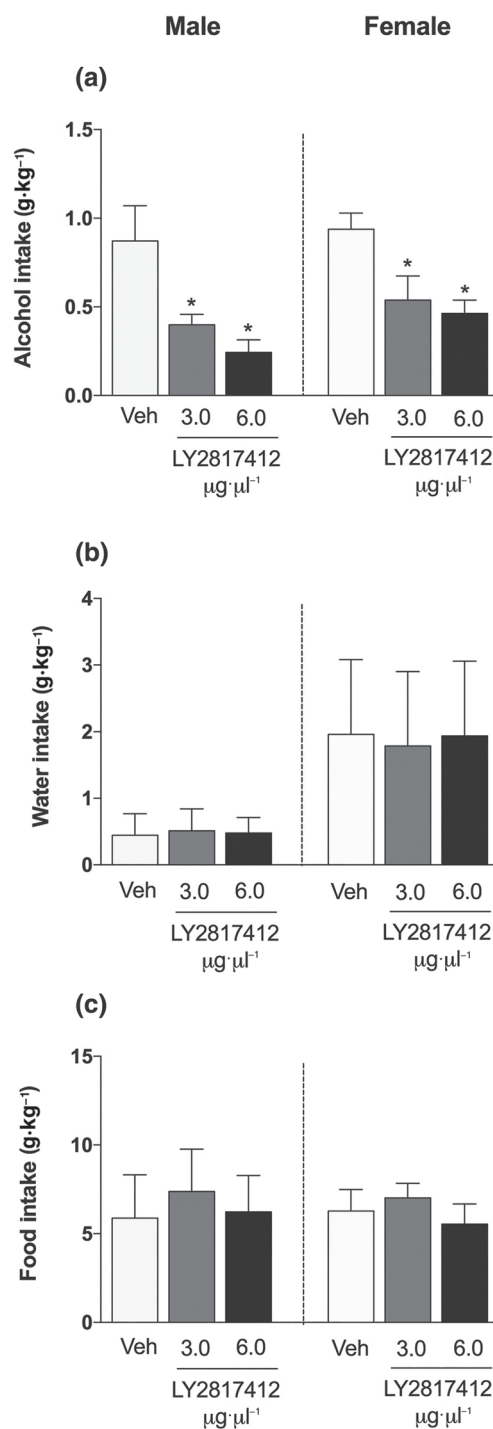 Male Female
(a)
Alcohol intake (g·kg⁻¹)
1.5
1.0
0.5
0.0
* * * *
Veh 3.0 6.0 Veh 3.0 6.0
LY2817412 LY2817412
μg·μl⁻¹ μg·μl⁻¹
(b)
Water intake (g·kg⁻¹)
4
3
2
1
0
Veh 3.0 6.0 Veh 3.0 6.0
LY2817412 LY2817412
μg·μl⁻¹ μg·μl⁻¹
(c)
Food intake (g·kg⁻¹)
15
10
5
0
Veh 3.0 6.0 Veh 3.0 6.0
LY2817412 LY2817412
μg·μl⁻¹ μg·μl⁻¹